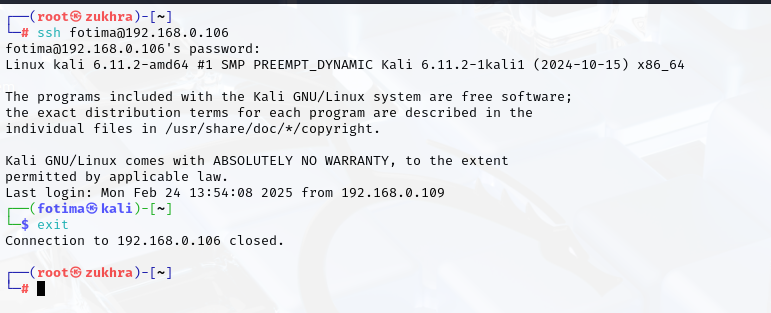 ┌──(root㉿zukhra)-[~]
└─# ssh fotima@192.168.0.106
fotima@192.168.0.106's password:
Linux kali 6.11.2-amd64 #1 SMP PREEMPT_DYNAMIC Kali 6.11.2-1kali1 (2024-10-15) x86_64
The programs included with the Kali GNU/Linux system are free software;
the exact distribution terms for each program are described in the
individual files in /usr/share/doc/*/copyright.
Kali GNU/Linux comes with ABSOLUTELY NO WARRANTY, to the extent
permitted by applicable law.
Last login: Mon Feb 24 13:54:08 2025 from 192.168.0.109
┌──(fotima㉿kali)-[~]
└─$ exit
Connection to 192.168.0.106 closed.
┌──(root㉿zukhra)-[~]
└─#